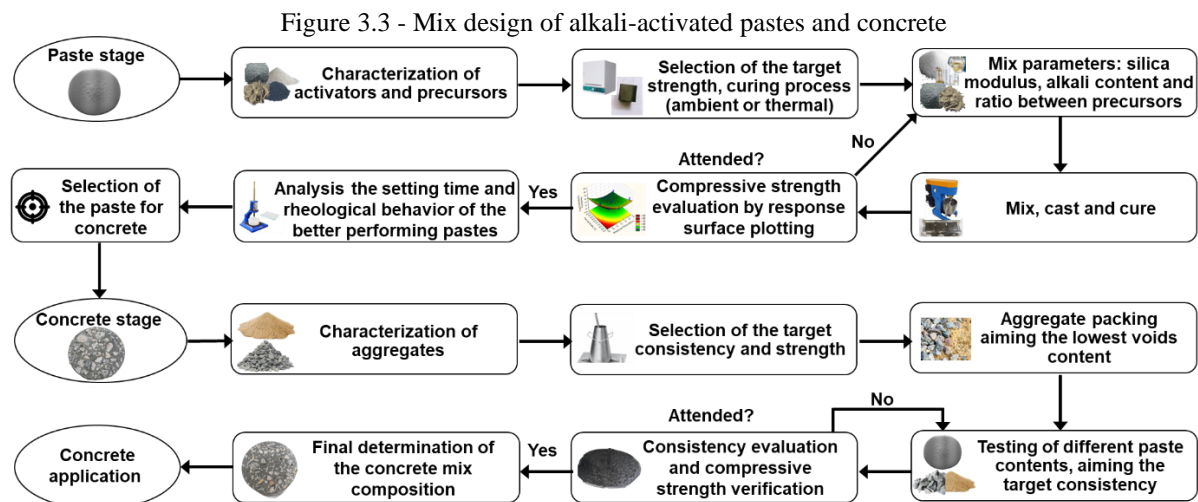 Figure 3.3 - Mix design of alkali-activated pastes and concrete
Paste stage
Characterization of
activators and precursors
Selection of the target
strength, curing process
(ambient or thermal)
Mix parameters: silica
modulus, alkali content and
ratio between precursors
No
Mix, cast and cure
Attended?
Compressive strength
evaluation by response
surface plotting
Yes
Analysis the setting time and
rheological behavior of the
better performing pastes
Selection of
the paste for
concrete
Concrete stage
Characterization of
aggregates
Selection of the target
consistency and strength
Aggregate packing
aiming the lowest voids
content
Testing of different paste
contents, aiming the
target consistency
No
Attended?
Consistency evaluation
and compressive
strength verification
Yes
Final determination of
the concrete mix
composition
Concrete
application